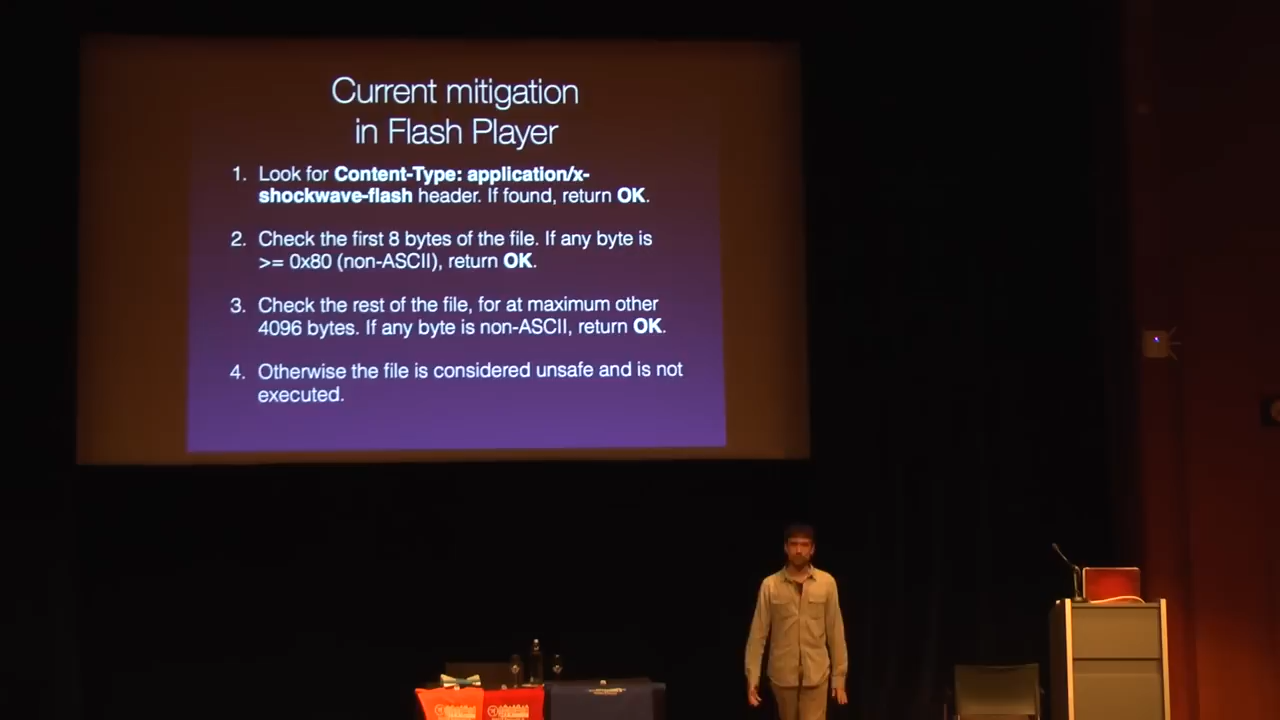 Current mitigation
in Flash Player
1. Look for Content-Type: application/x-
shockwave-flash header. If found, return OK.
2. Check the first 8 bytes of the file. If any byte is
>= 0x80 (non-ASCII), return OK.
3. Check the rest of the file, for at maximum other
4096 bytes. If any byte is non-ASCII, return OK.
4. Otherwise the file is considered unsafe and is not
executed.